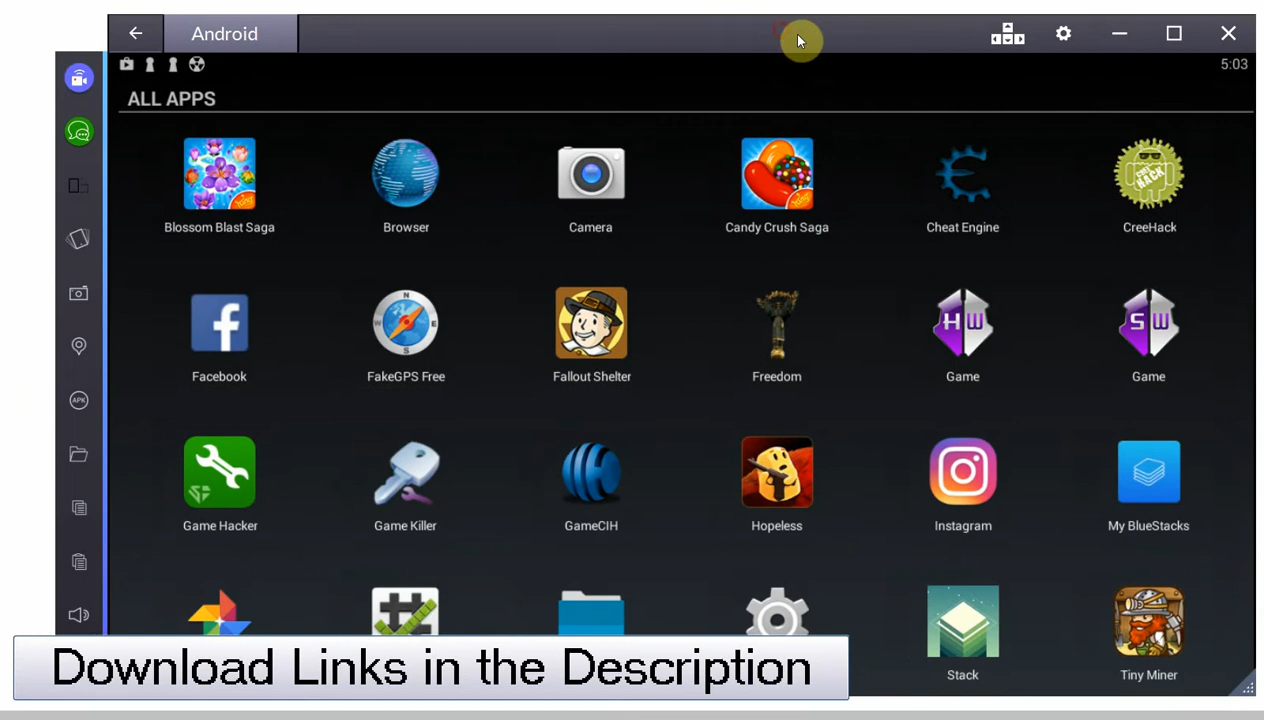 Android
5:03
ALL APPS
Blossom Blast Saga
Browser
Camera
Candy Crush Saga
Cheat Engine
CreeHack
Facebook
FakeGPS Free
Fallout Shelter
Freedom
Game
Game
Game Hacker
Game Killer
GameCIH
Hopeless
Instagram
My BlueStacks
Stack
Tiny Miner
Download Links in the Description